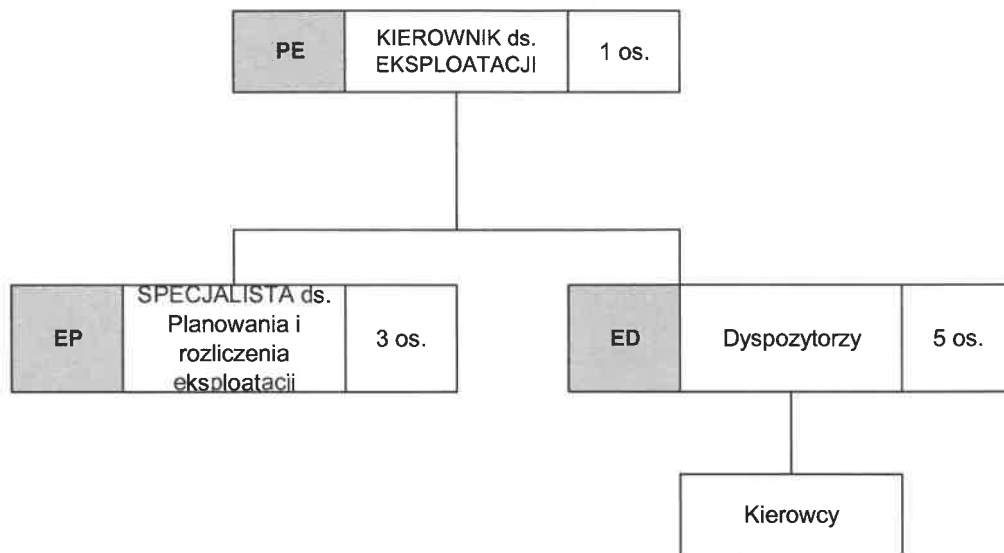 PE
KIEROWNIK ds.
EKSPLOATACJI
1 os.
EP
SPECJALISTA ds.
Planowania i
rozliczenia
eksploatacji
3 os.
ED
Dyspozytorzy
5 os.
Kierowcy